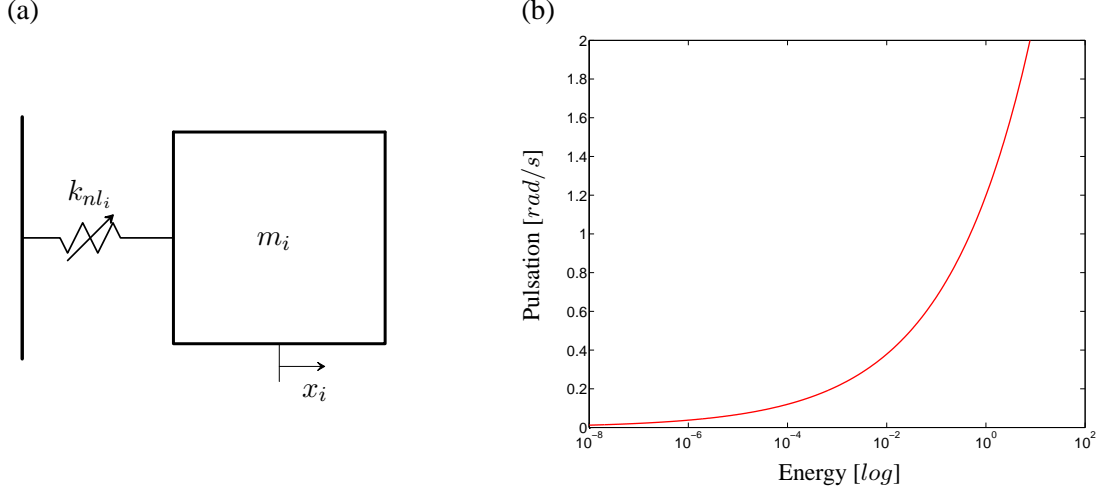 (a)
(b)
k_{nl_i}
m_i
x_i
Pulsation [rad/s]
2
1.8
1.6
1.4
1.2
1
0.8
0.6
0.4
0.2
0
10^{-8}
10^{-6}
10^{-4}
10^{-2}
10^{0}
10^{2}
Energy [log]